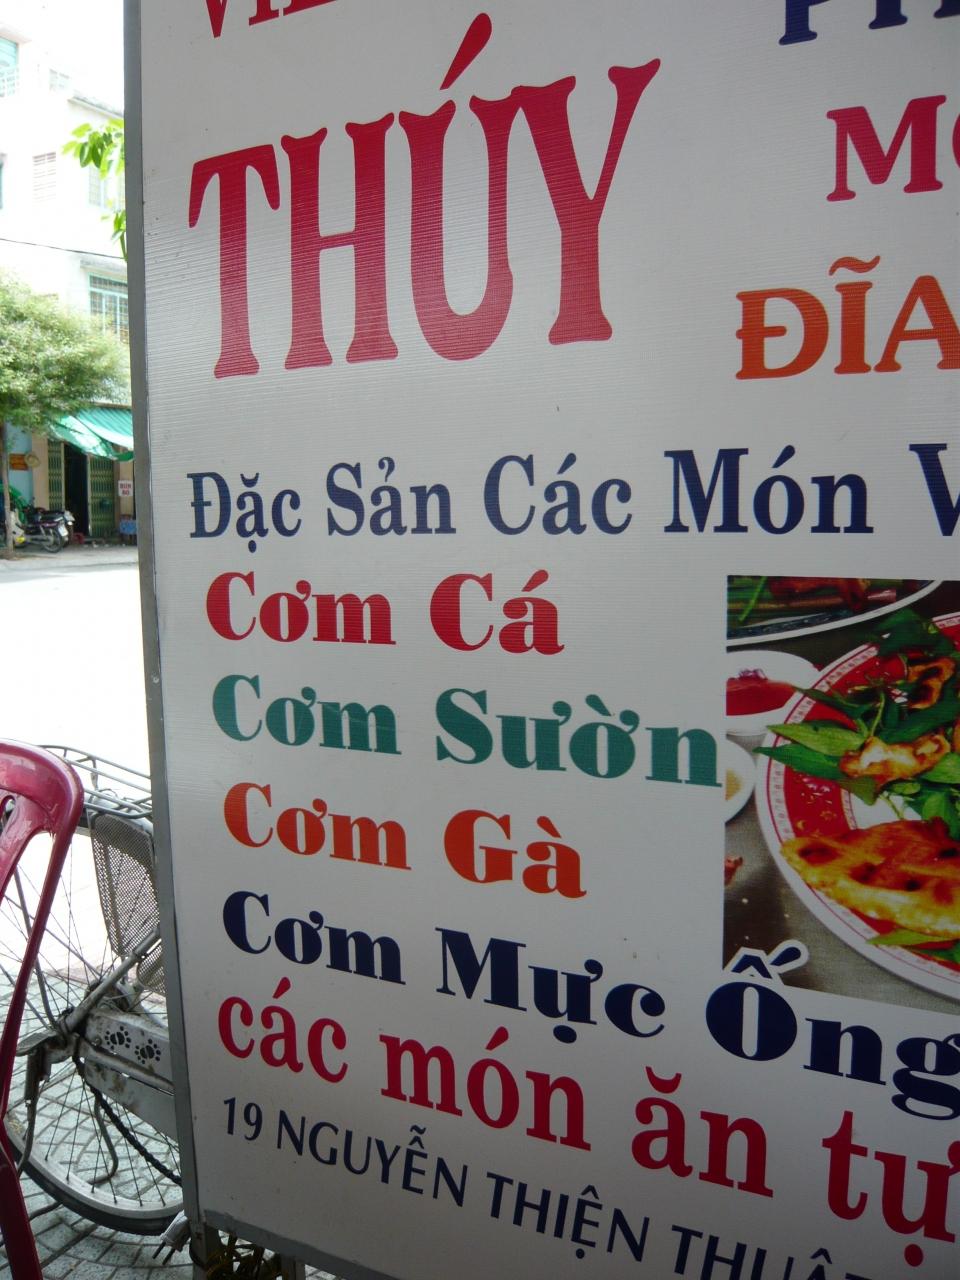 THÚY
ĐĨA
Đặc Sản Các Món
Cơm Cá
Cơm Sườn
Cơm Gà
Cơm Mực Ống
các món ăn
19 NGUYỄN THIỆN